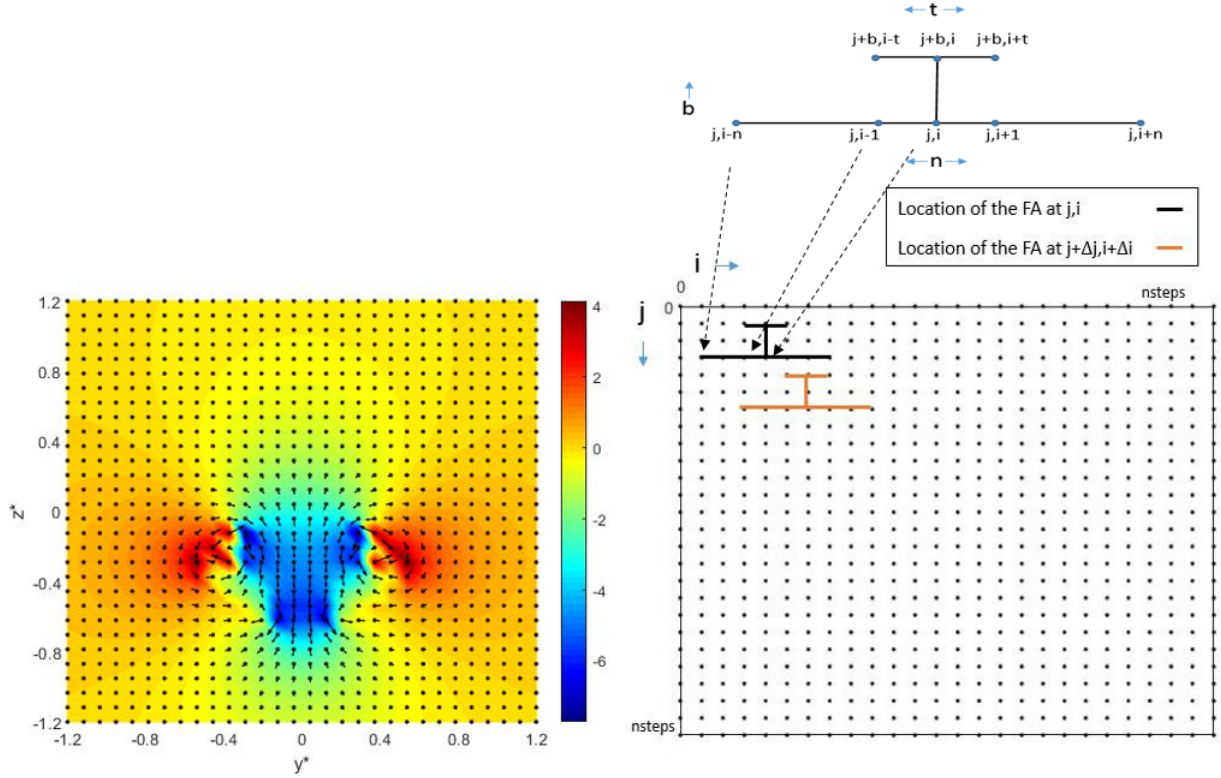 t
j+b,i-t
j+b,i
j+b,i+t
b
j,i-n
j,i-1
j,i
j,i+1
j,i+n
n
Location of the FA at j,i
Location of the FA at j+Δj,i+Δi
i
0
nsteps
j
0
nsteps
1.2
0.8
0.4
0
-0.4
-0.8
-1.2
z*
-1.2
-0.8
-0.4
0
0.4
0.8
1.2
y*
4
2
0
-2
-4
-6